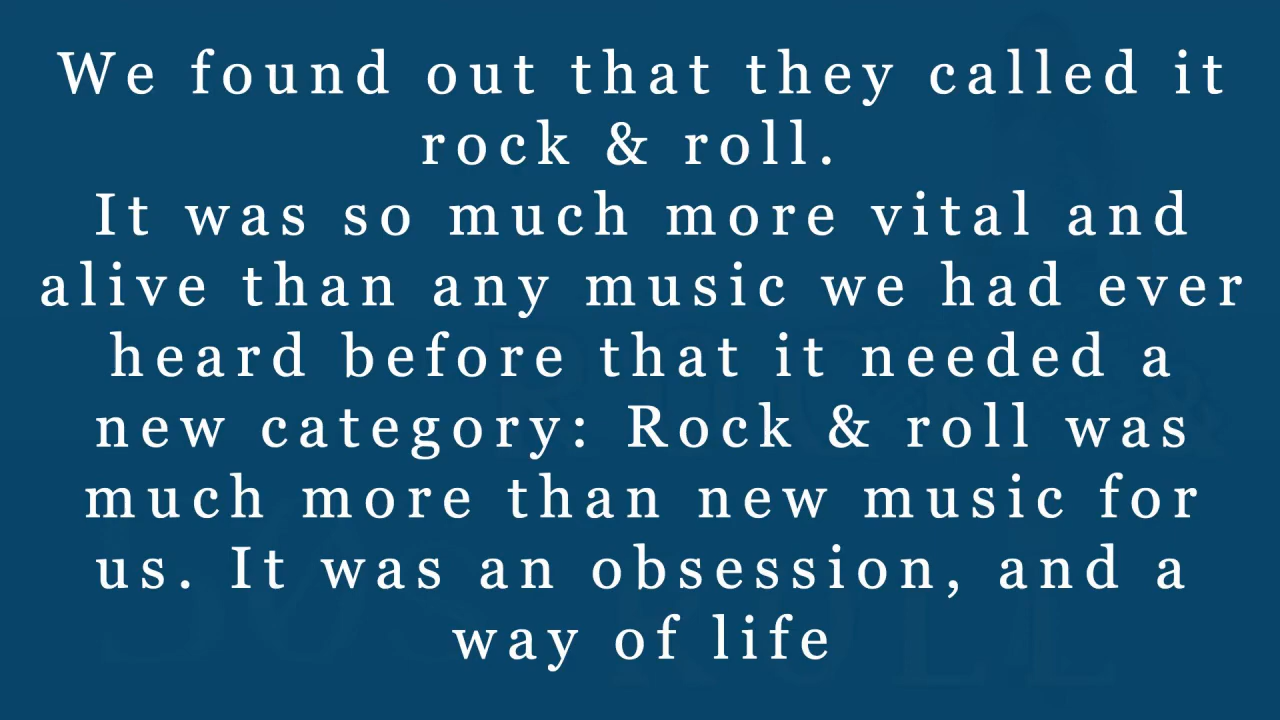 We found out that they called it
rock & roll.
It was so much more vital and
alive than any music we had ever
heard before that it needed a
new category: Rock & roll was
much more than new music for
us. It was an obsession, and a
way of life